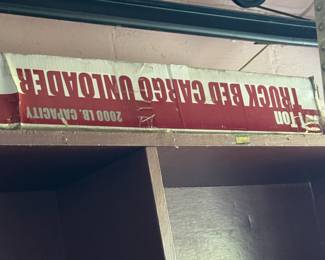 Ton
TRUCK BED CARGO UNLOADER
2000 LB. CAPACITY